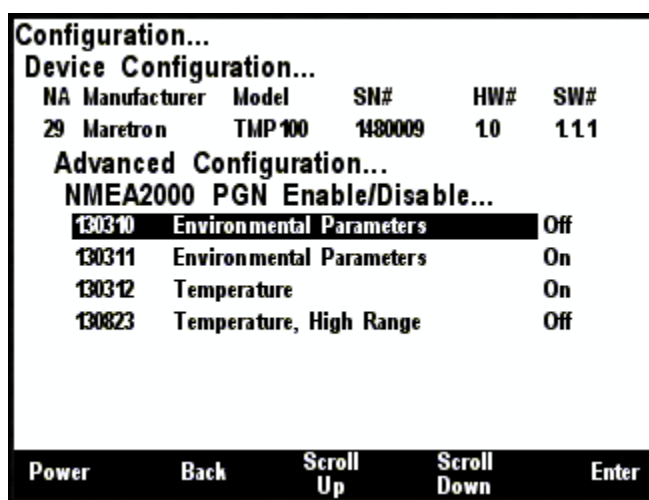 Configuration...
Device Configuration...
NA Manufacturer Model SN# HW# SW#
29 Maretron TMP100 1480009 1.0 1.1.1
Advanced Configuration...
NMEA2000 PGN Enable/Disable...
130310 Environmental Parameters Off
130311 Environmental Parameters On
130312 Temperature On
130823 Temperature, High Range Off
Power Back Scroll Up Scroll Down Enter